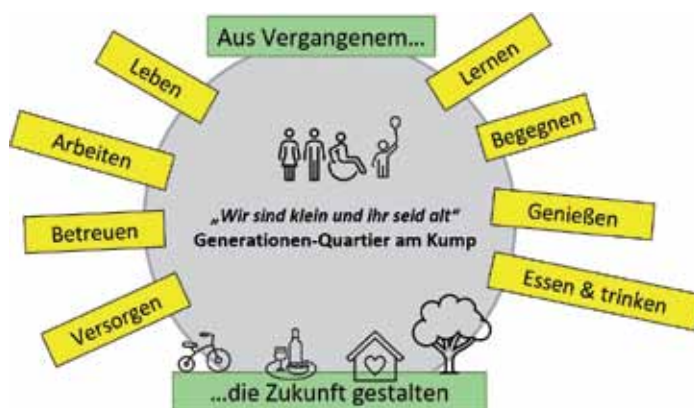 Aus Vergangenem...
Leben
Arbeiten
Betreuen
Versorgen
Lernen
Begegnen
Genießen
Essen & trinken
„Wir sind klein und ihr seid alt“
Generationen-Quartier am Kump
...die Zukunft gestalten